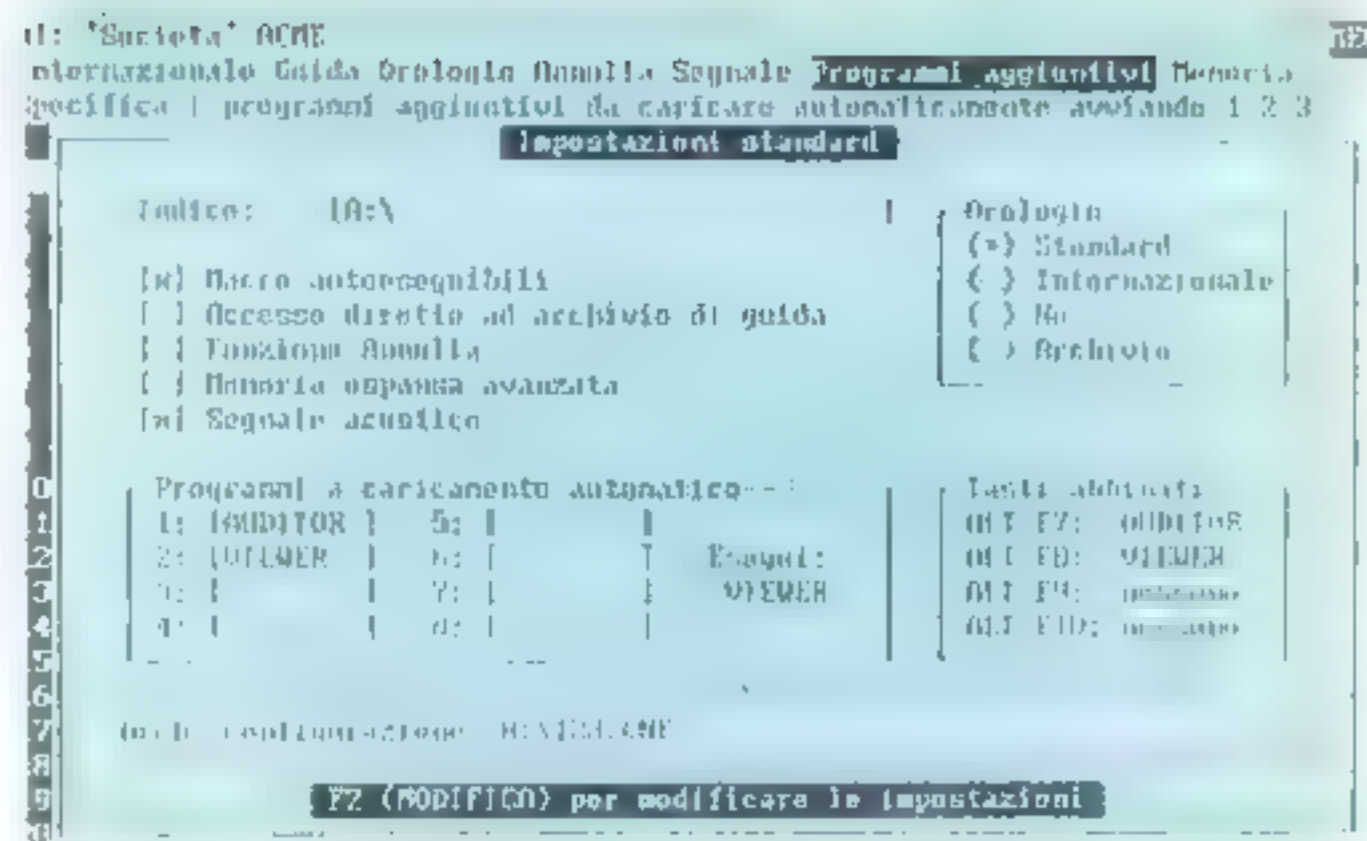 "Societa" ACME
Guida Orologio Annulla Segnale Programmi aggiuntivi Memoria
programmi aggiuntivi da caricare automaticamente avviando 1 2 3
Impostazioni standard
Indice: [A:\ ]
Orologio
(*) Standard
[x] Macro autoeseguibili
( ) Internazionale
[ ] Accesso diretto ad archivio di guida
( ) No
[ ] Funzione Annulla
( ) Archivio
[ ] Memoria espansa avanzata
[x] Segnale acustico
Programmi a caricamento automatico
Tasti abbinati
1: [AUDITOR ] 5: [ ]
ALT F7: AUDITOR
2: [VIEWER ] 6: [ ] Esegui:
ALT F8: VIEWER
3: [ ] 7: [ ] VIEWER
ALT F9:
4: [ ] 8: [ ]
ALT F10:
configurazione:
F2 (MODIFICA) per modificare le impostazioni